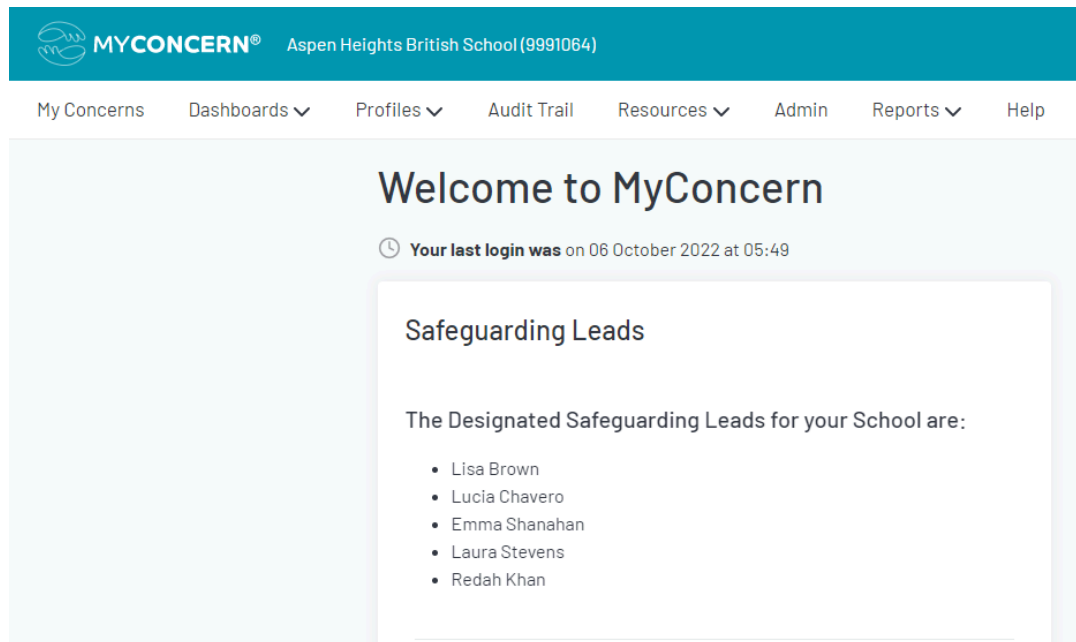 MYCONCERN® Aspen Heights British School (9991064)
My Concerns Dashboards Profiles Audit Trail Resources Admin Reports Help
Welcome to MyConcern
Your last login was on 06 October 2022 at 05:49
Safeguarding Leads
The Designated Safeguarding Leads for your School are:
• Lisa Brown
• Lucia Chavero
• Emma Shanahan
• Laura Stevens
• Redah Khan